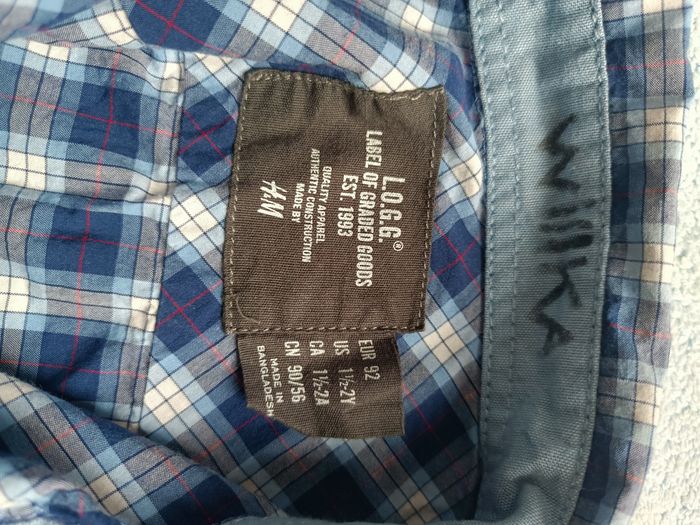 L.O.G.G.®
LABEL OF GRADED GOODS
EST. 1993
QUALITY APPAREL
AUTHENTIC CONSTRUCTION
MADE BY
H&M
EUR 92
US 1½-2Y
CA 1½-2A
CN 90/56
MADE IN
BANGLADESH
willka